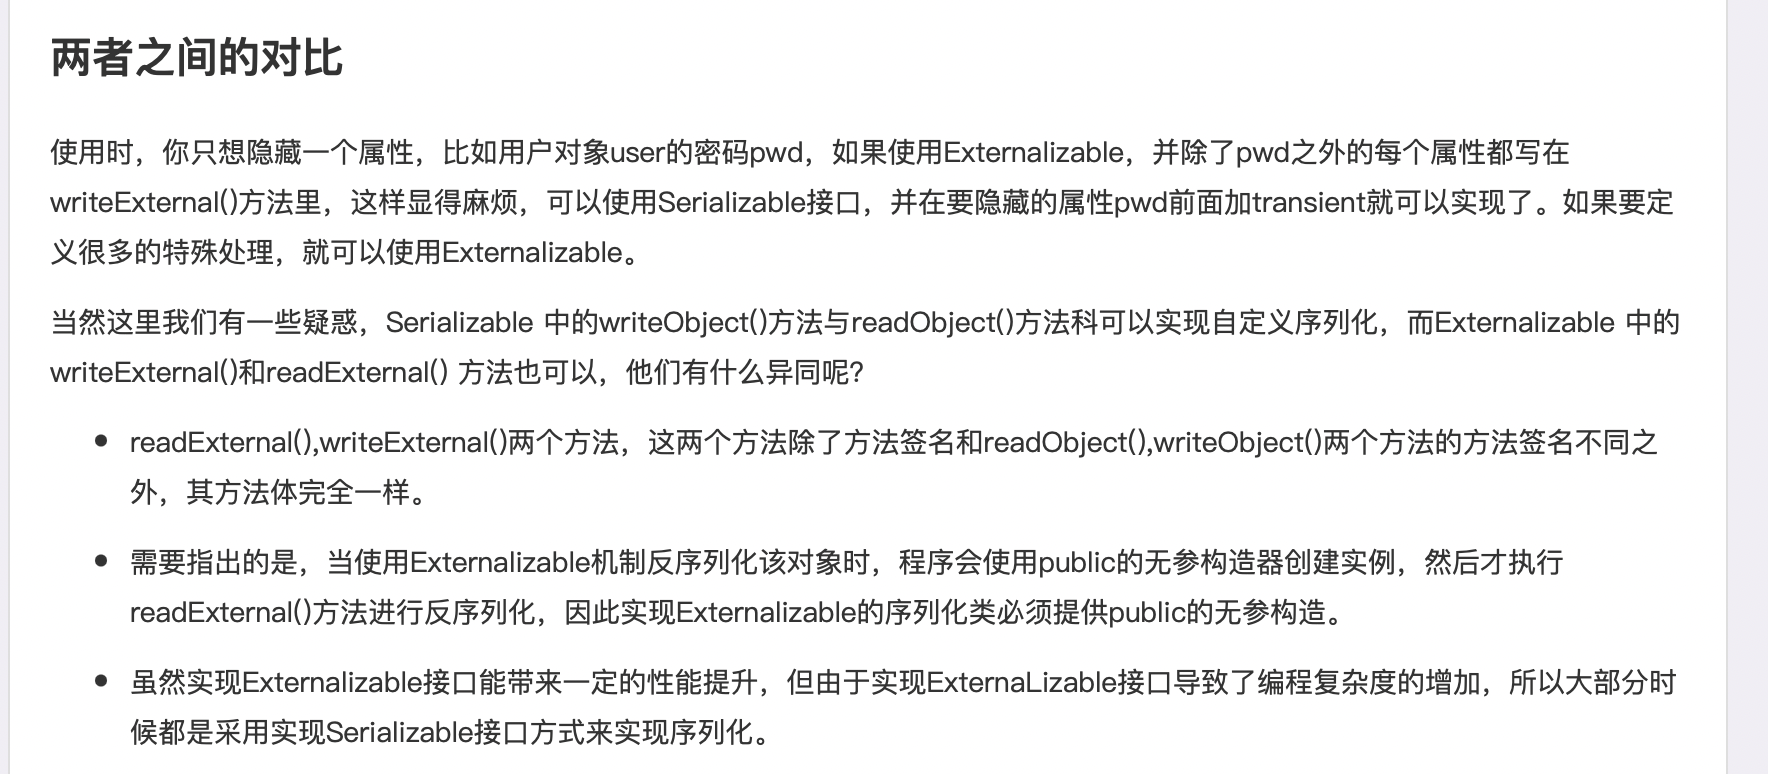 两者之间的对比
使用时，你只想隐藏一个属性，比如用户对象user的密码pwd，如果使用Externalizable，并除了pwd之外的每个属性都写在
writeExternal()方法里，这样显得麻烦，可以使用Serializable接口，并在要隐藏的属性pwd前面加transient就可以实现了。如果要定
义很多的特殊处理，就可以使用Externalizable。
当然这里我们有一些疑惑，Serializable 中的writeObject()方法与readObject()方法科可以实现自定义序列化，而Externalizable 中的
writeExternal()和readExternal() 方法也可以，他们有什么异同呢?
• readExternal(),writeExternal()两个方法，这两个方法除了方法签名和readObject(),writeObject()两个方法的方法签名不同之
外，其方法体完全一样。
• 需要指出的是，当使用Externalizable机制反序列化该对象时，程序会使用public的无参构造器创建实例，然后才执行
readExternal()方法进行反序列化，因此实现Externalizable的序列化类必须提供public的无参构造。
• 虽然实现Externalizable接口能带来一定的性能提升，但由于实现ExternaLizable接口导致了编程复杂度的增加，所以大部分时
候都是采用实现Serializable接口方式来实现序列化。